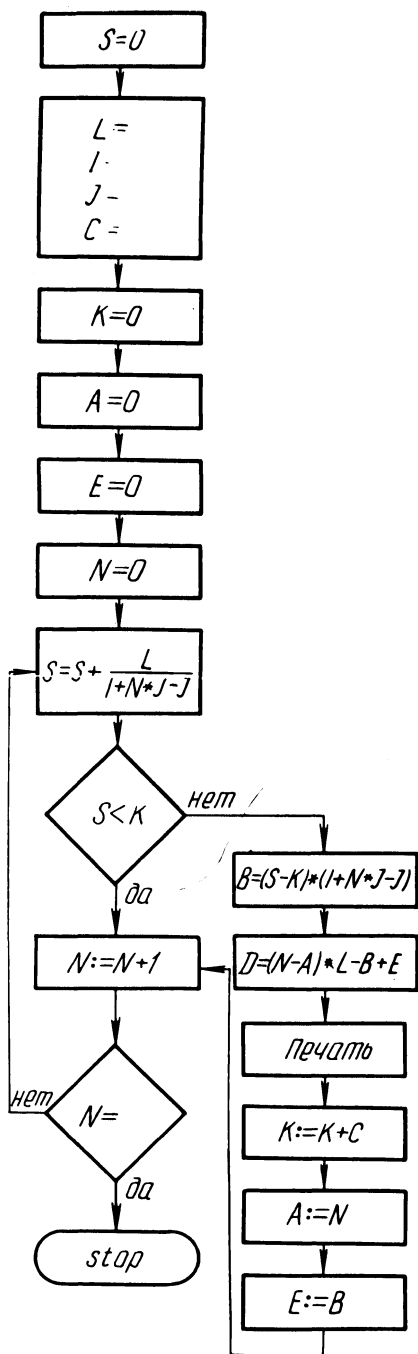 S=0
L=
I-
J-
C=
K=0
A=0
E=0
N=0
S=S+ L
I+N*J-J
S<K
нет
да
N:=N+1
N=
нет
да
stop
B=(S-K)*(I+N*J-J)
D=(N-A)*L-B+E
Печать
K:=K+C
A:=N
E:=B